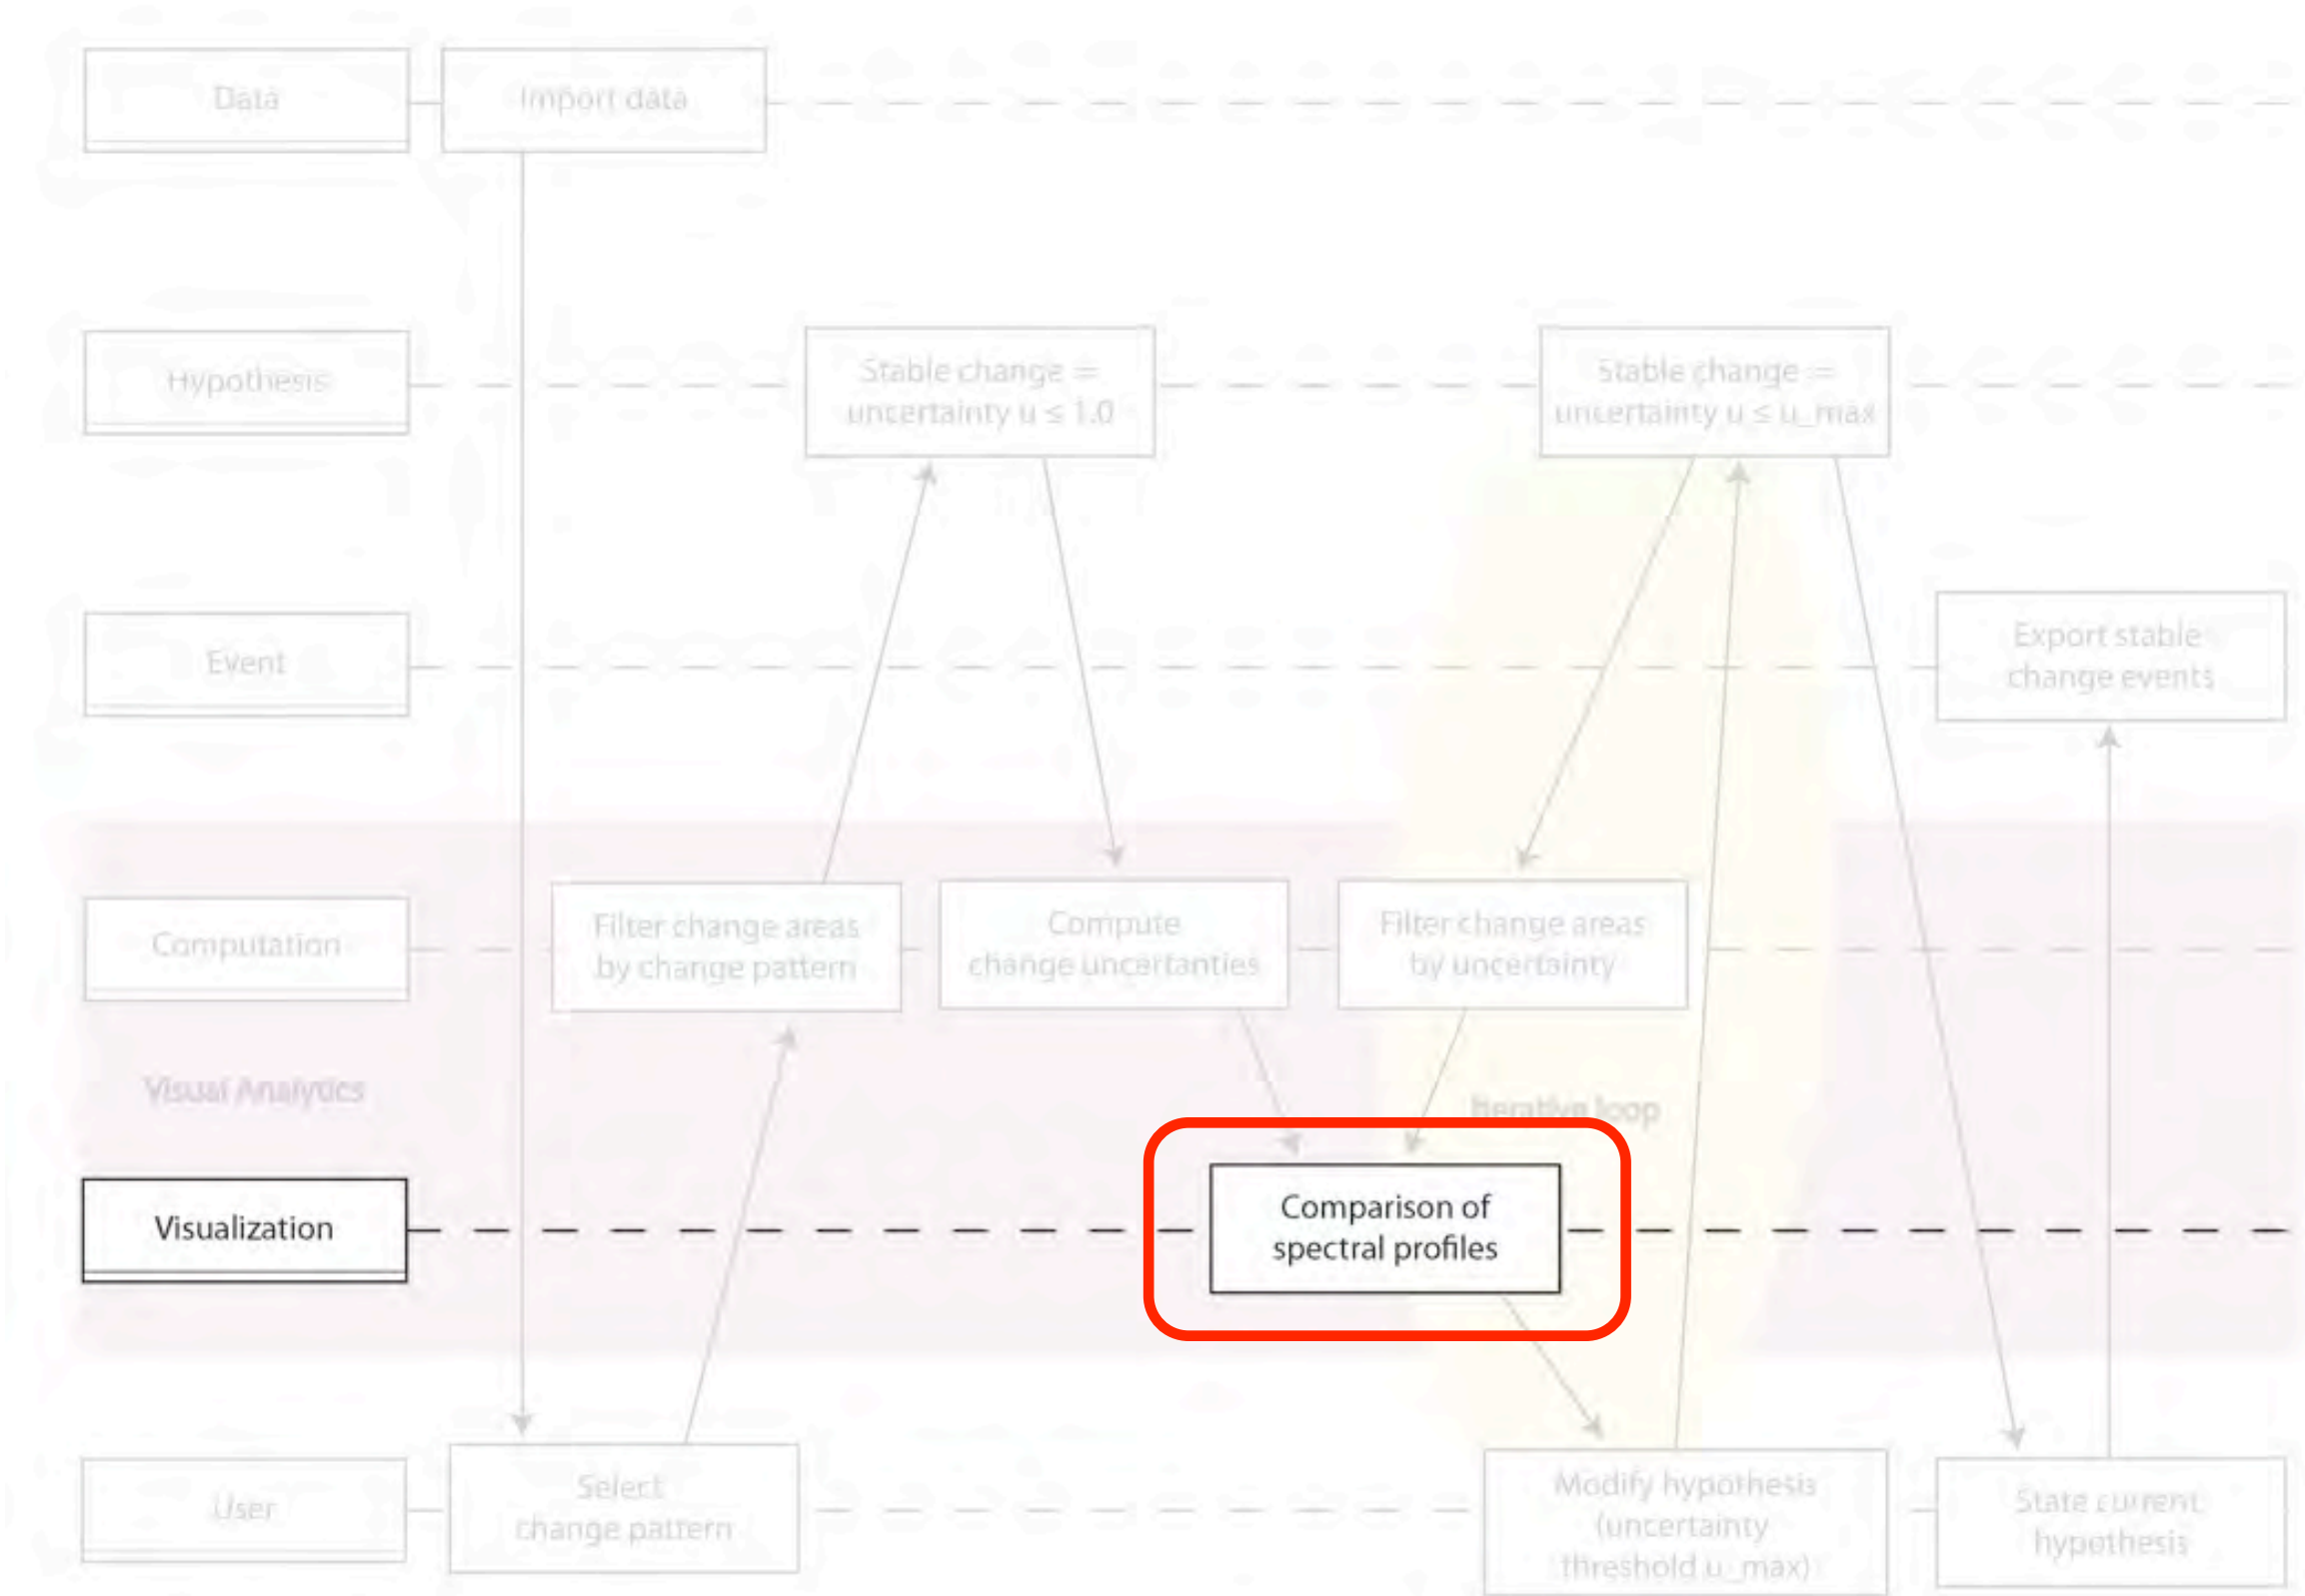 Data
Import data
Hypothesis
Stable change =
uncertainty u ≤ 1.0
Stable change =
uncertainty u ≤ u_max
Event
Export stable
change events
Computation
Filter change areas
by change pattern
Compute
change uncertanties
Filter change areas
by uncertainty
Visual Analytics
Iterative loop
Visualization
Comparison of
spectral profiles
User
Select
change pattern
Modify hypothesis
(uncertainty
threshold u_max)
State current
hypothesis